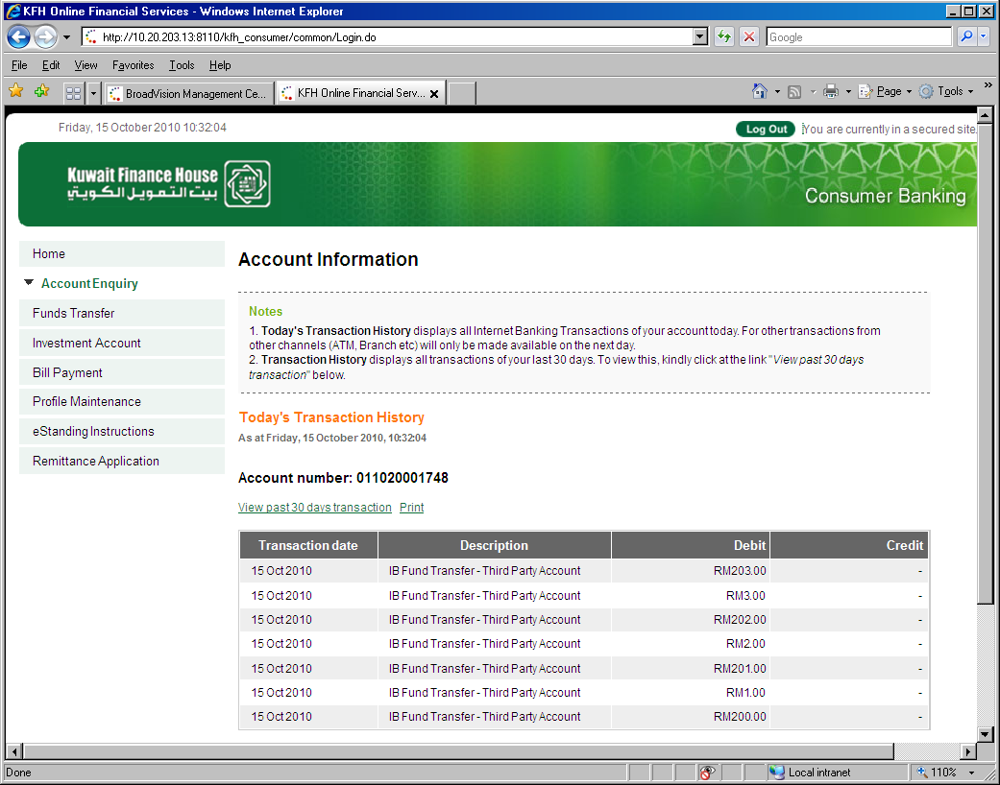 KFH Online Financial Services - Windows Internet Explorer
http://10.20.203.13:8110/kfh_consumer/common/Login.do
Google
File Edit View Favorites Tools Help
BroadVision Management Ce... KFH Online Financial Serv... Page Tools »
Friday, 15 October 2010 10:32:04 Log Out You are currently in a secured site.
Kuwait Finance House
بيت التمويل الكويتي
Consumer Banking
Home
Account Enquiry
Funds Transfer
Investment Account
Bill Payment
Profile Maintenance
eStanding Instructions
Remittance Application
Account Information
Notes
1. Today's Transaction History displays all Internet Banking Transactions of your account today. For other transactions from
other channels (ATM, Branch etc) will only be made available on the next day.
2. Transaction History displays all transactions of your last 30 days. To view this, kindly click at the link "View past 30 days
transaction" below.
Today's Transaction History
As at Friday, 15 October 2010, 10:32:04
Account number: 011020001748
View past 30 days transaction Print
Transaction date Description Debit Credit
15 Oct 2010 IB Fund Transfer - Third Party Account RM203.00 -
15 Oct 2010 IB Fund Transfer - Third Party Account RM3.00 -
15 Oct 2010 IB Fund Transfer - Third Party Account RM202.00 -
15 Oct 2010 IB Fund Transfer - Third Party Account RM2.00 -
15 Oct 2010 IB Fund Transfer - Third Party Account RM201.00 -
15 Oct 2010 IB Fund Transfer - Third Party Account RM1.00 -
15 Oct 2010 IB Fund Transfer - Third Party Account RM200.00 -
Done Local intranet 110%